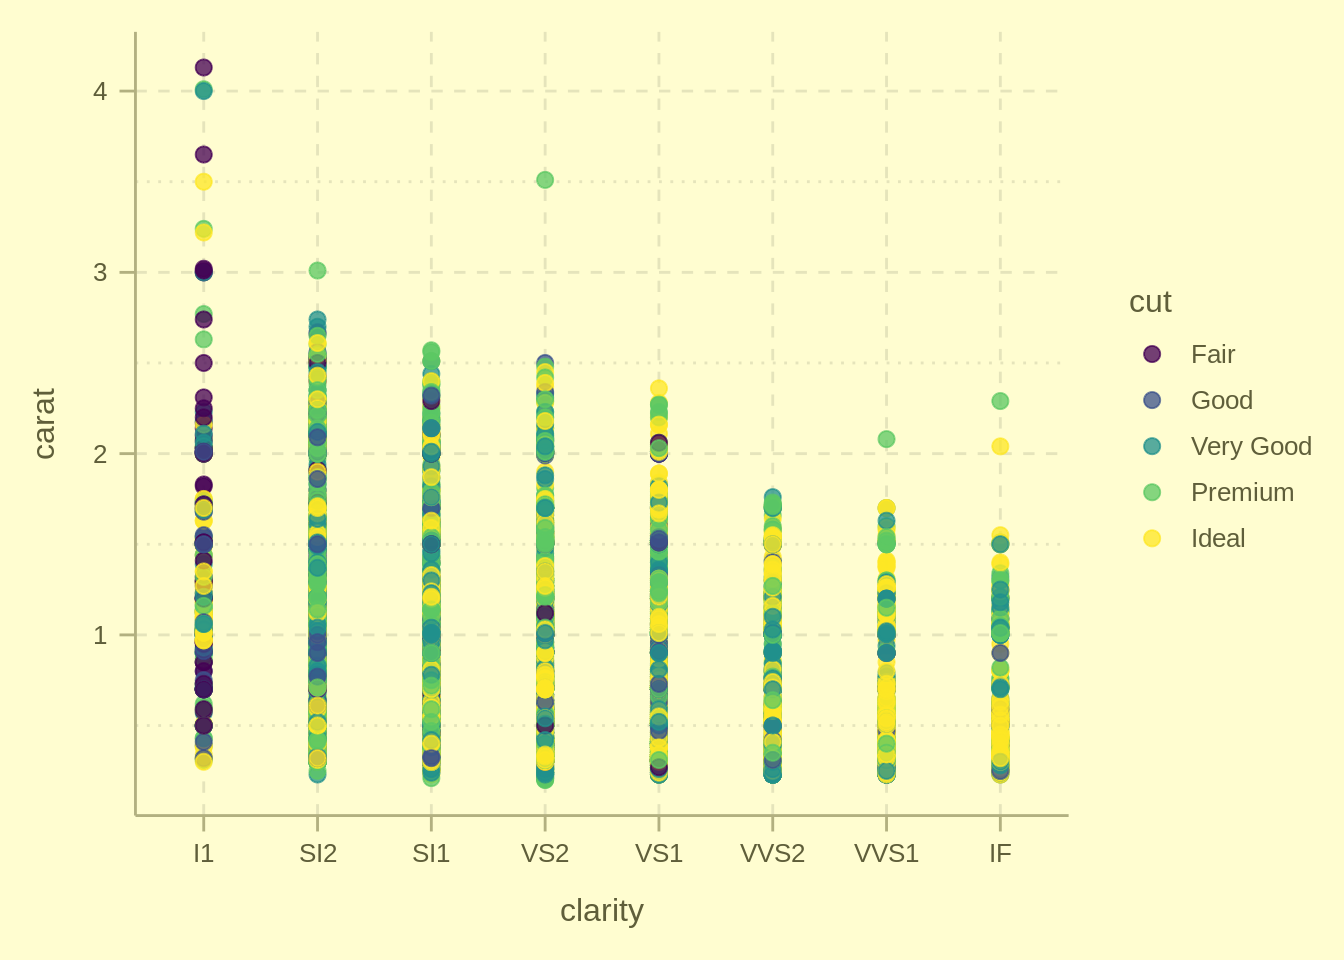 4
3
2
1
carat
I1 SI2 SI1 VS2 VS1 VVS2 VVS1 IF
clarity
cut
Fair
Good
Very Good
Premium
Ideal